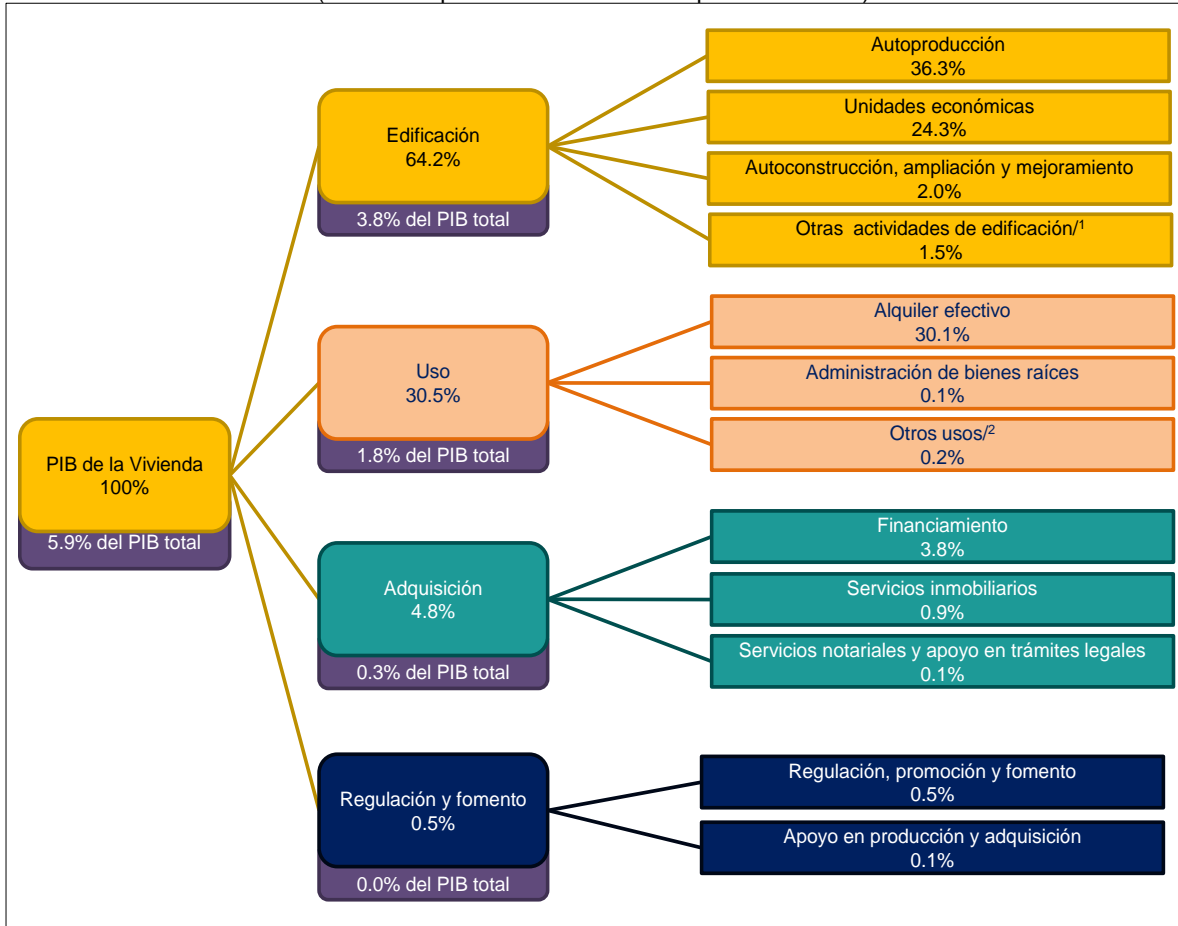 PIB de la Vivienda
100%
5.9% del PIB total
Edificación
64.2%
3.8% del PIB total
Autoproducción
36.3%
Unidades económicas
24.3%
Autoconstrucción, ampliación y mejoramiento
2.0%
Otras actividades de edificación/1
1.5%
Uso
30.5%
1.8% del PIB total
Alquiler efectivo
30.1%
Administración de bienes raíces
0.1%
Otros usos/2
0.2%
Adquisición
4.8%
0.3% del PIB total
Financiamiento
3.8%
Servicios inmobiliarios
0.9%
Servicios notariales y apoyo en trámites legales
0.1%
Regulación y fomento
0.5%
0.0% del PIB total
Regulación, promoción y fomento
0.5%
Apoyo en producción y adquisición
0.1%